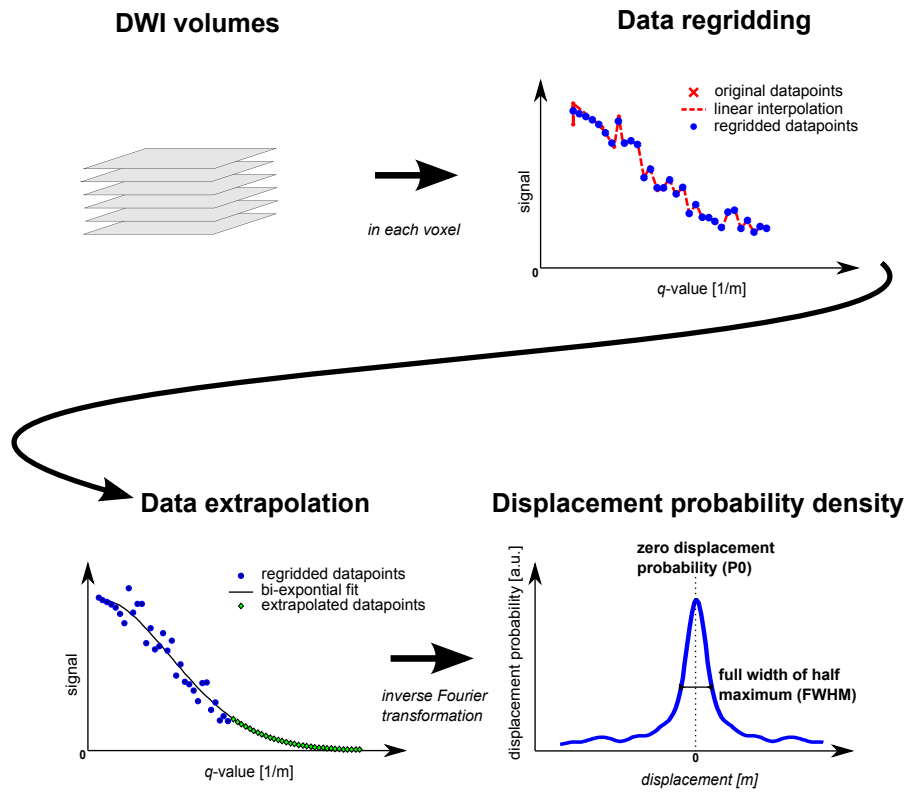 DWI volumes
Data regridding
original datapoints
linear interpolation
regridded datapoints
signal
in each voxel
0
q-value [1/m]
Data extrapolation
Displacement probability density
regridded datapoints
bi-expontial fit
extrapolated datapoints
signal
0
q-value [1/m]
inverse Fourier
transformation
displacement probability [a.u.]
zero displacement
probability (P0)
full width of half
maximum (FWHM)
0
displacement [m]